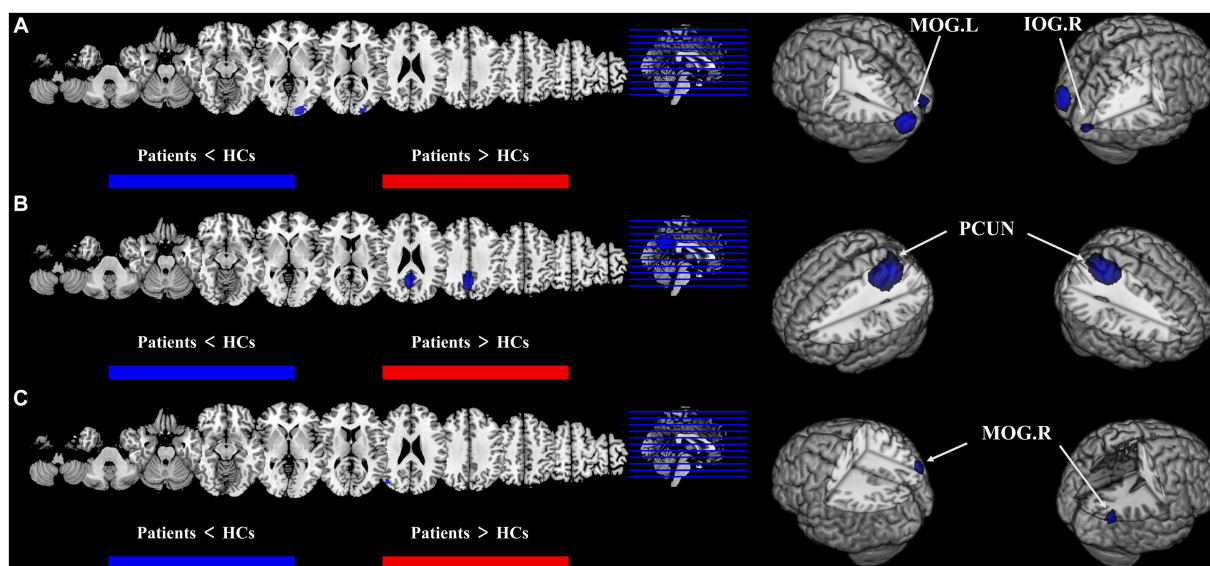 A
MOG.L
IOG.R
Patients < HCs
Patients > HCs
B
PCUN
Patients < HCs
Patients > HCs
C
MOG.R
Patients < HCs
Patients > HCs